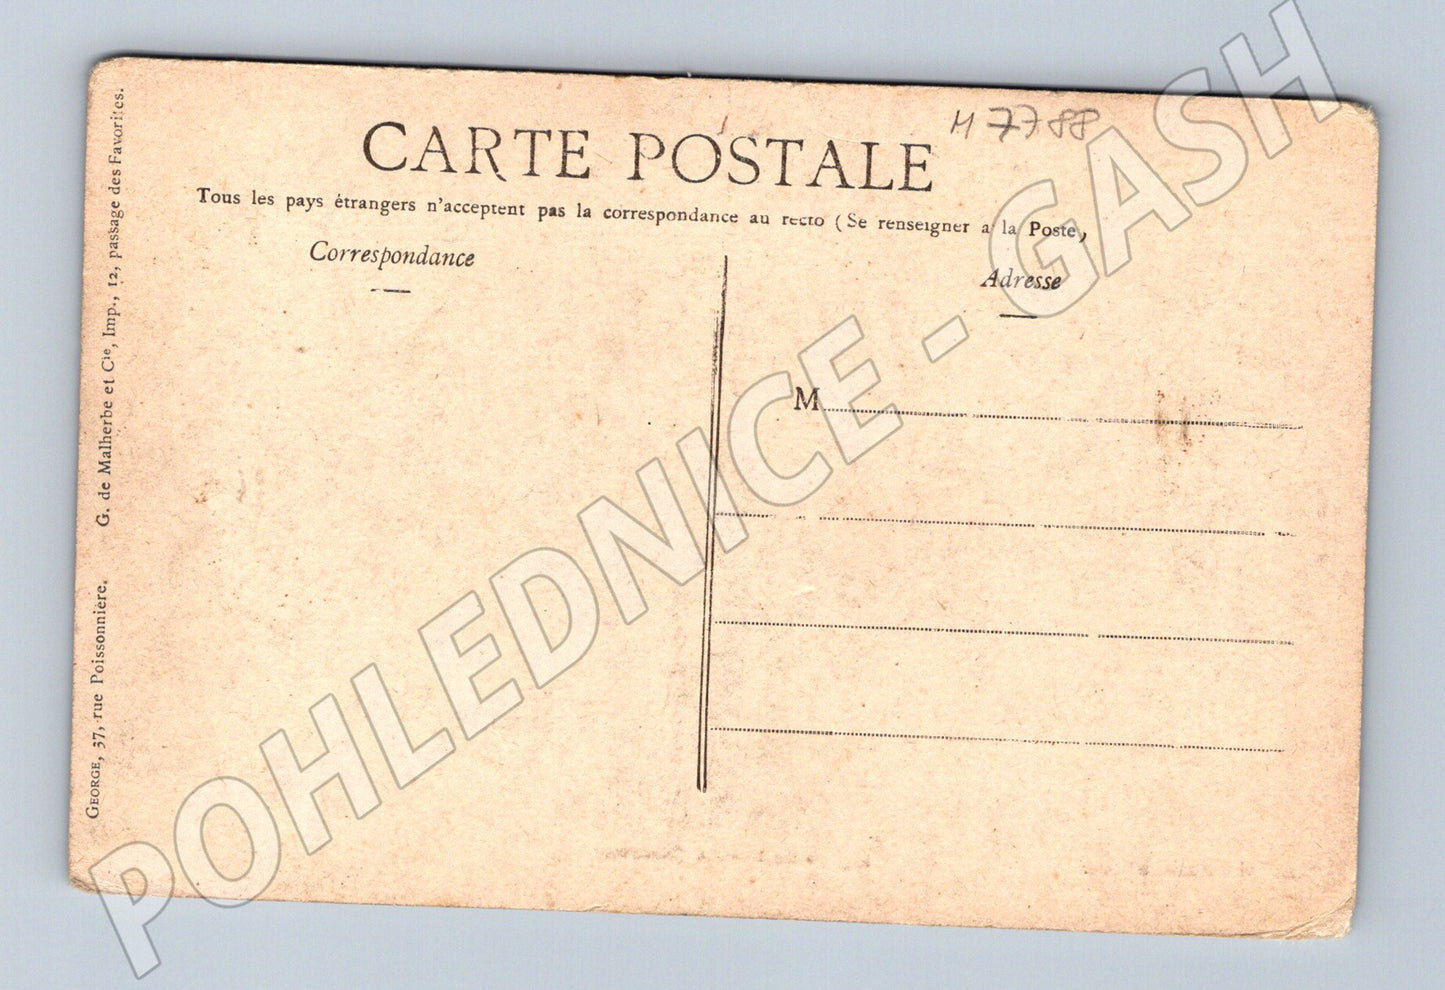 CARTE POSTALE
M 7788
Tous les pays étrangers n'acceptent pas la correspondance au recto (Se renseigner a la Poste)
Correspondance
Adresse
M
GEORGE, 37, rue Poissonnière. G. de Malherbe et Cie, Imp., 12, passage des Favorites.
POHLEDNICE - GASH